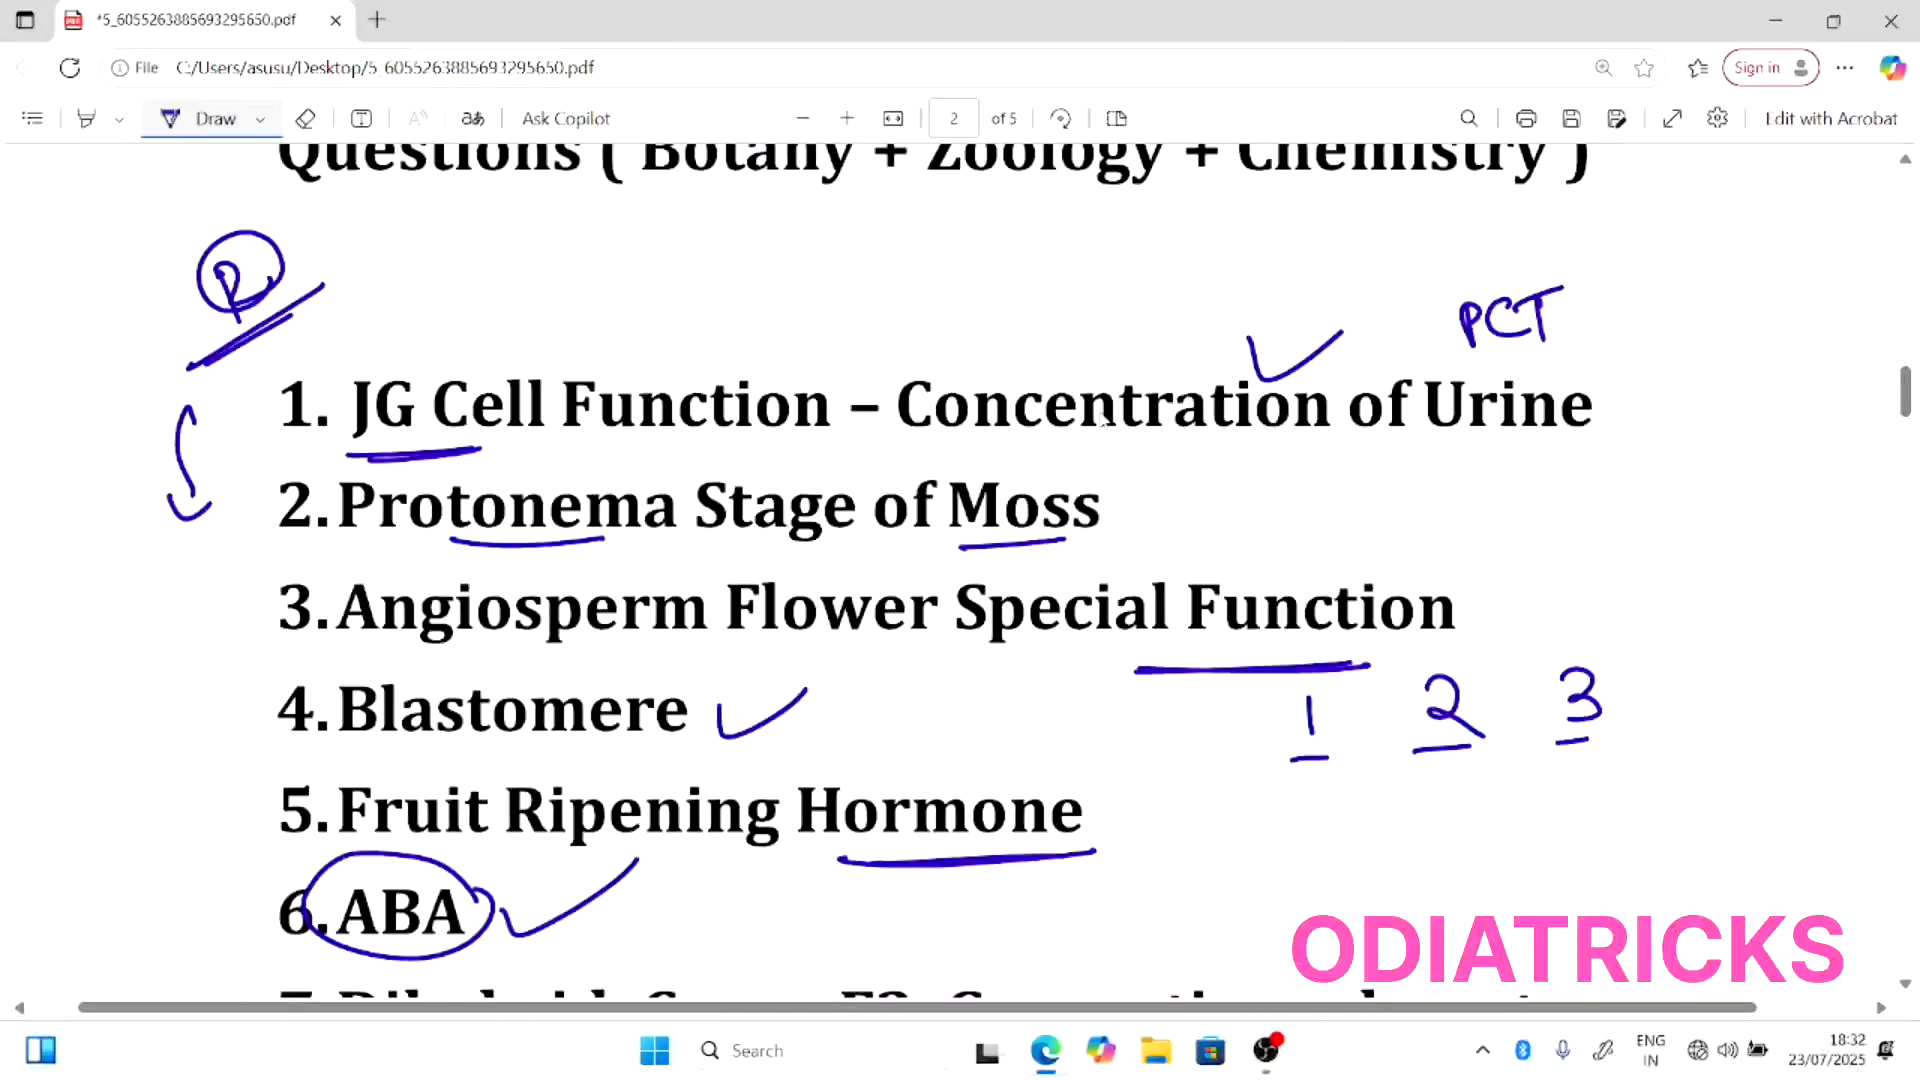 *5_6055263885693295650.pdf
File C:/Users/asusu/Desktop/5_6055263885693295650.pdf
Sign in
Draw
Ask Copilot
2 of 5
Edit with Acrobat
Questions ( Botany + Zoology + Chemistry )
R
PCT
1. JG Cell Function – Concentration of Urine
2. Protonema Stage of Moss
3. Angiosperm Flower Special Function
1 2 3
4. Blastomere
5. Fruit Ripening Hormone
6. ABA
ODIATRICKS
Search
ENG
IN
18:32
23/07/2025